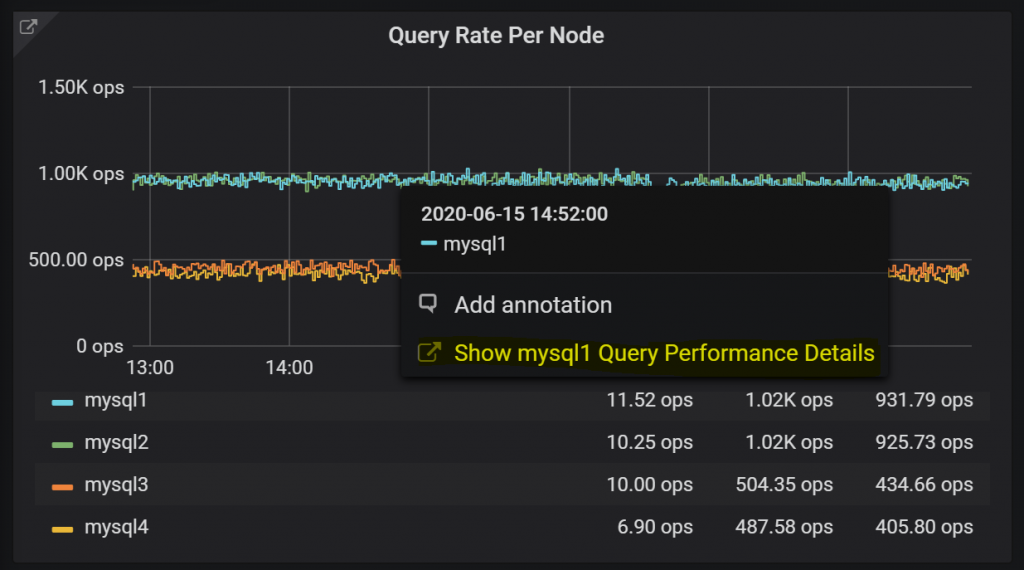 Query Rate Per Node
1.50K ops
1.00K ops
2020-06-15 14:52:00
mysql1
500.00 ops
Add annotation
0 ops
Show mysql1 Query Performance Details
13:00 14:00
mysql1 11.52 ops 1.02K ops 931.79 ops
mysql2 10.25 ops 1.02K ops 925.73 ops
mysql3 10.00 ops 504.35 ops 434.66 ops
mysql4 6.90 ops 487.58 ops 405.80 ops